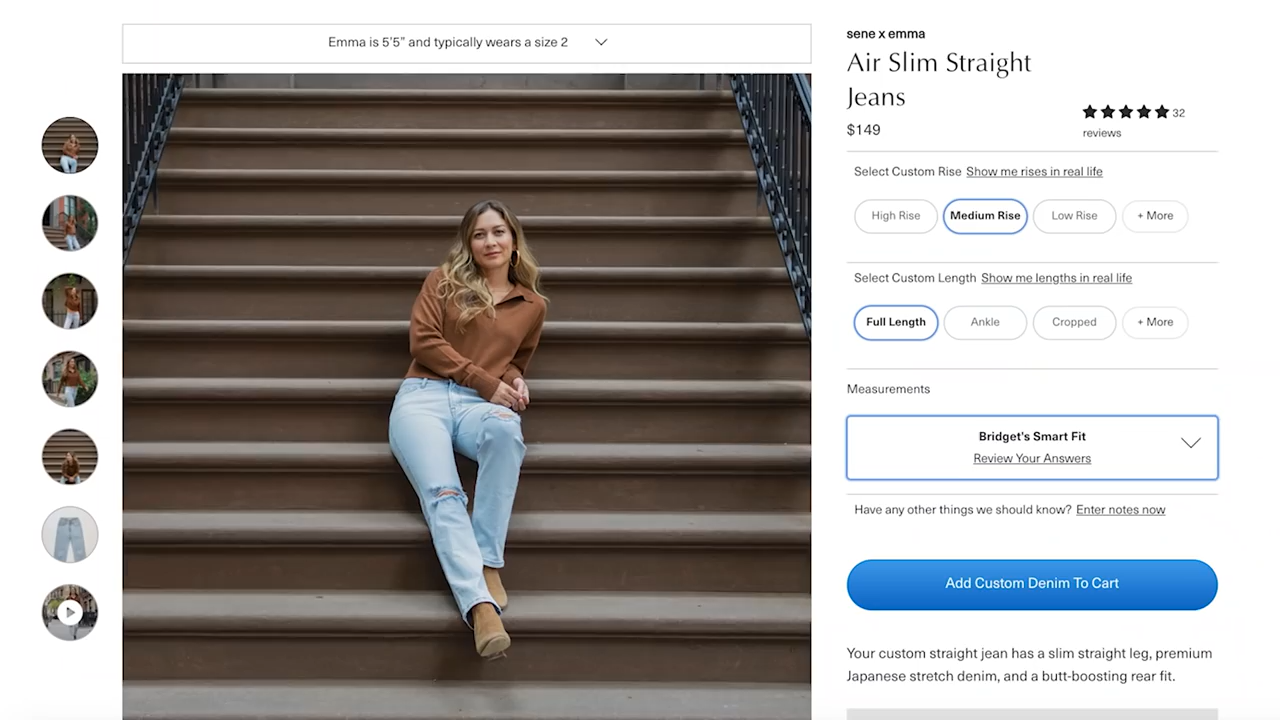 Emma is 5’5” and typically wears a size 2
sene x emma
Air Slim Straight
Jeans
$149
32
reviews
Select Custom Rise Show me rises in real life
High Rise
Medium Rise
Low Rise
+ More
Select Custom Length Show me lengths in real life
Full Length
Ankle
Cropped
+ More
Measurements
Bridget's Smart Fit
Review Your Answers
Have any other things we should know? Enter notes now
Add Custom Denim To Cart
Your custom straight jean has a slim straight leg, premium
Japanese stretch denim, and a butt-boosting rear fit.